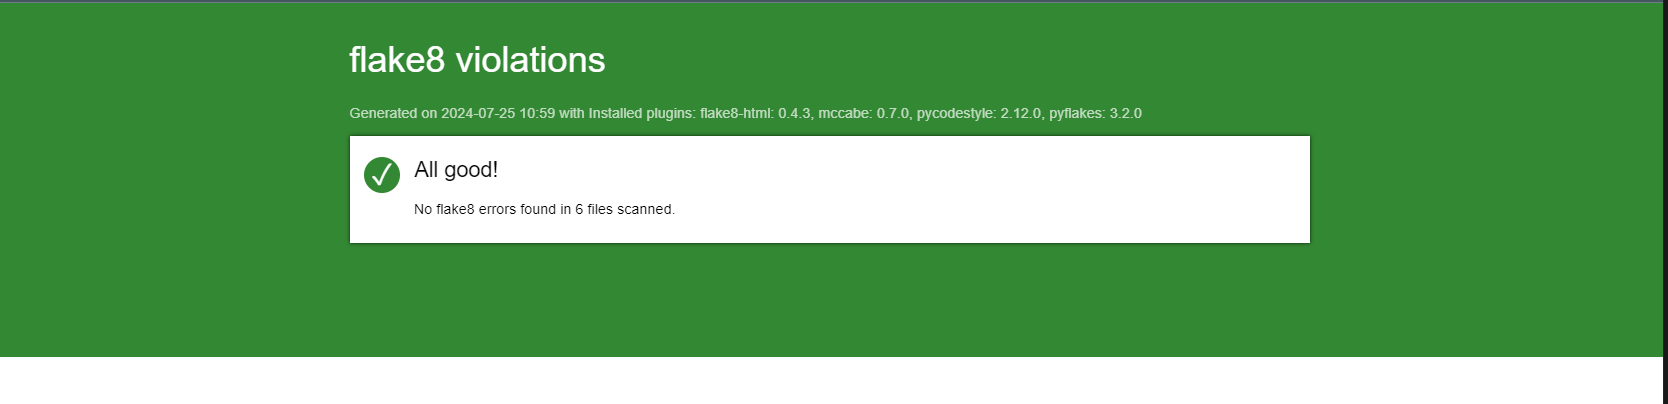 flake8 violations
Generated on 2024-07-25 10:59 with Installed plugins: flake8-html: 0.4.3, mccabe: 0.7.0, pycodestyle: 2.12.0, pyflakes: 3.2.0
All good!
No flake8 errors found in 6 files scanned.